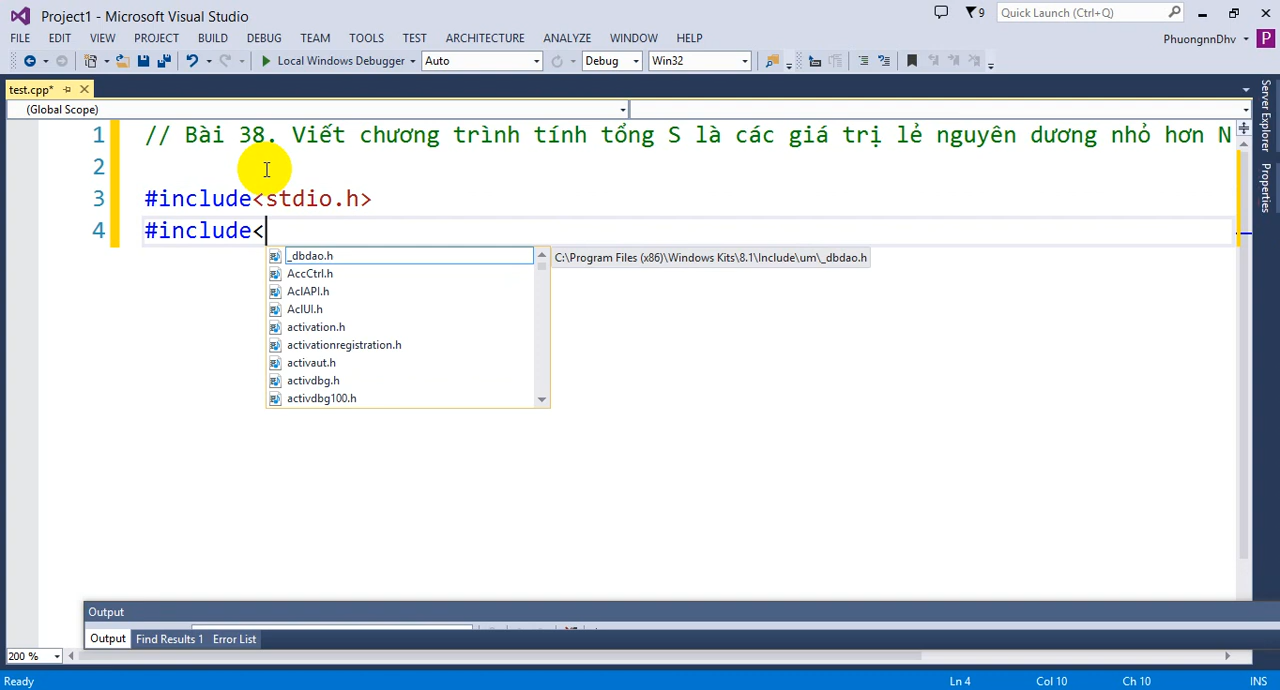 Project1 - Microsoft Visual Studio
9
Quick Launch (Ctrl+Q)
FILE EDIT VIEW PROJECT BUILD DEBUG TEAM TOOLS TEST ARCHITECTURE ANALYZE WINDOW HELP
PhuongnnDhv P
Local Windows Debugger Auto Debug Win32
test.cpp*
(Global Scope)
1 // Bài 38. Viết chương trình tính tổng S là các giá trị lẻ nguyên dương nhỏ hơn N
2
3 #include<stdio.h>
4 #include<
_dbdao.h
C:\Program Files (x86)\Windows Kits\8.1\Include\um\_dbdao.h
AccCtrl.h
AclAPI.h
AclUI.h
activation.h
activationregistration.h
activaut.h
activdbg.h
activdbg100.h
Server Explorer
Properties
Output
Output Find Results 1 Error List
200 %
Ready Ln 4 Col 10 Ch 10 INS